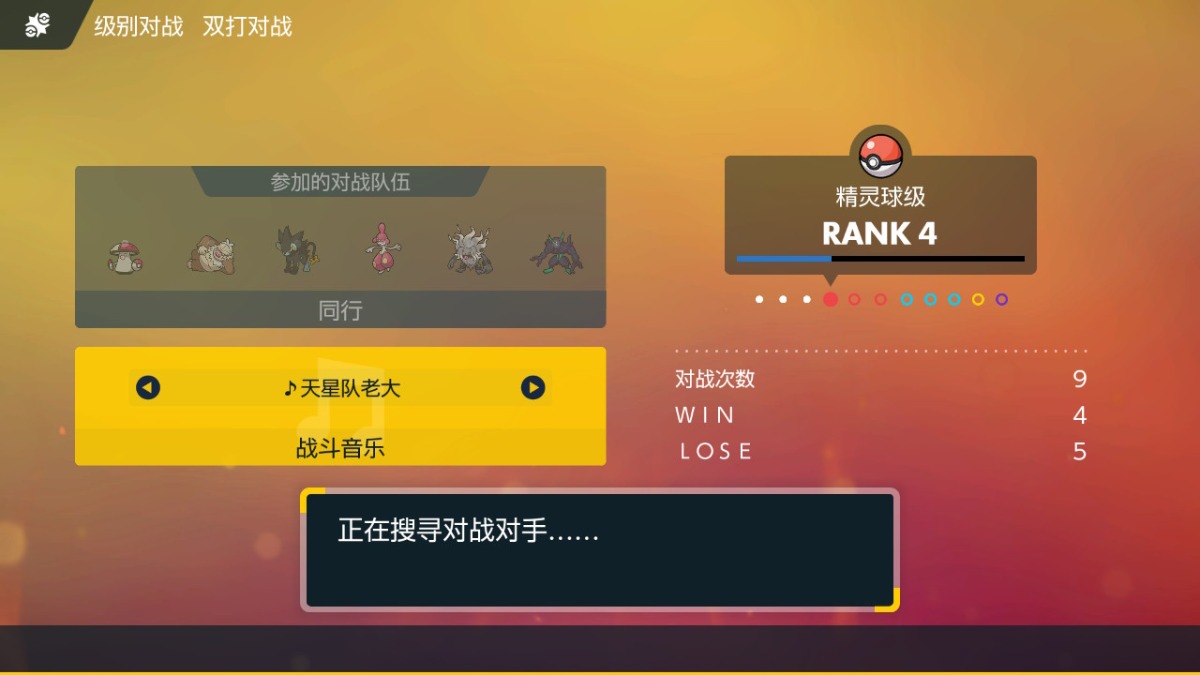 级别对战 双打对战
参加的对战队伍
同行
♪天星队老大
战斗音乐
精灵球级
RANK 4
对战次数 9
WIN 4
LOSE 5
正在搜寻对战对手……